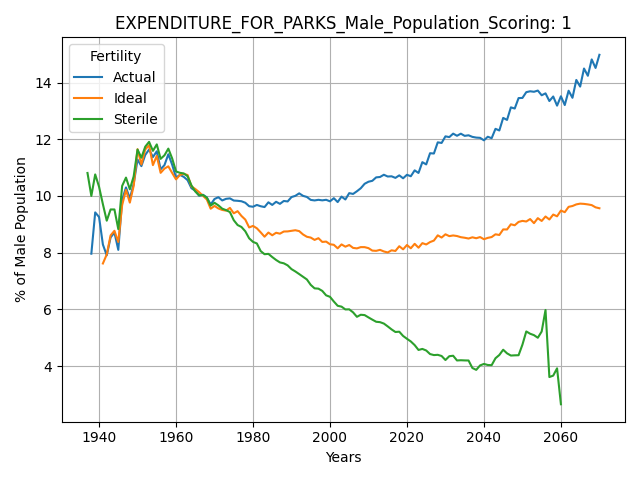 EXPENDITURE_FOR_PARKS_Male_Population_Scoring: 1
Fertility
Actual
Ideal
Sterile
% of Male Population
14
12
10
8
6
4
1940 1960 1980 2000 2020 2040 2060
Years